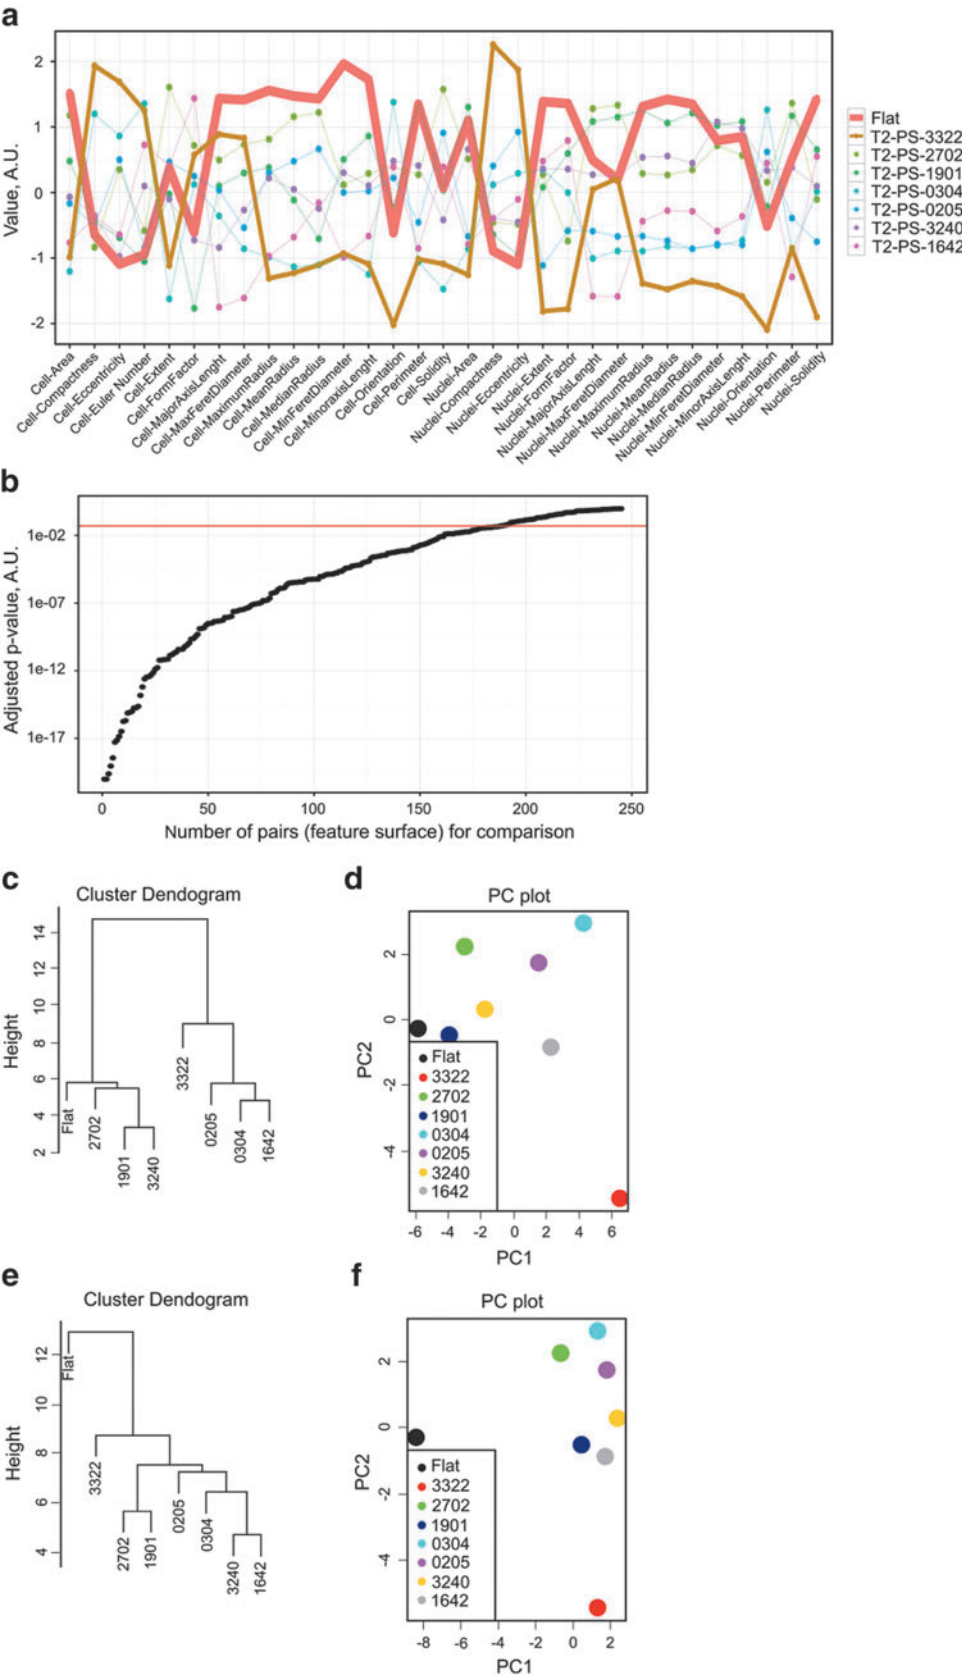 a
Value, A.U.
2
1
0
-1
-2
Cell-Area
Cell-Compactness
Cell-Eccentricity
Cell-Euler Number
Cell-Extent
Cell-FormFactor
Cell-MajorAxisLenght
Cell-MaxFeretDiameter
Cell-MaximumRadius
Cell-MeanRadius
Cell-MedianRadius
Cell-MinFeretDiameter
Cell-MinoraxisLenght
Cell-Orientation
Cell-Perimeter
Cell-Solidity
Nuclei-Area
Nuclei-Compactness
Nuclei-Eccentricity
Nuclei-Extent
Nuclei-FormFactor
Nuclei-MajorAxisLenght
Nuclei-MaxFeretDiameter
Nuclei-MaximumRadius
Nuclei-MeanRadius
Nuclei-MedianRadius
Nuclei-MinFeretDiameter
Nuclei-MinorAxisLenght
Nuclei-Orientation
Nuclei-Perimeter
Nuclei-Solidity
Flat
T2-PS-3322
T2-PS-2702
T2-PS-1901
T2-PS-0304
T2-PS-0205
T2-PS-3240
T2-PS-1642
b
Adjusted p-value, A.U.
1e-02
1e-07
1e-12
1e-17
0 50 100 150 200 250
Number of pairs (feature surface) for comparison
c
Cluster Dendogram
Height
14
12
10
8
6
4
2
Flat
2702
1901
3240
3322
0205
0304
1642
d
PC plot
PC2
2
0
-2
-4
Flat
3322
2702
1901
0304
0205
3240
1642
-6 -4 -2 0 2 4 6
PC1
e
Cluster Dendogram
Height
12
10
8
6
4
Flat
3322
2702
1901
0205
0304
3240
1642
f
PC plot
PC2
2
0
-2
-4
Flat
3322
2702
1901
0304
0205
3240
1642
-8 -6 -4 -2 0 2
PC1